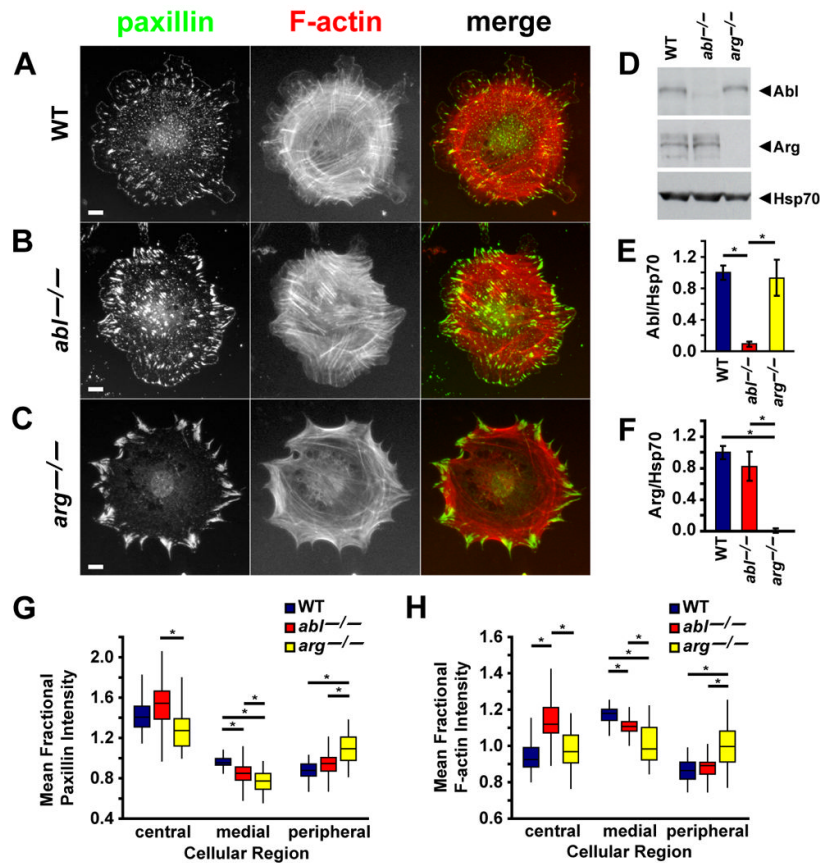 paxillin F-actin merge
A WT
B abl−/−
C arg−/−
D WT abl−/− arg−/−
Abl
Arg
Hsp70
E
Abl/Hsp70
1.2
0.8
0.4
0.0
WT abl−/− arg−/−
F
Arg/Hsp70
1.2
0.8
0.4
0.0
WT abl−/− arg−/−
* *
* *
G
WT
abl−/−
arg−/−
Mean Fractional
Paxillin Intensity
2.0
1.6
1.2
0.8
0.4
* * * * * *
central medial peripheral
Cellular Region
H
WT
abl−/−
arg−/−
Mean Fractional
F-actin Intensity
1.6
1.4
1.2
1.0
0.8
0.6
* * * * * * *
central medial peripheral
Cellular Region